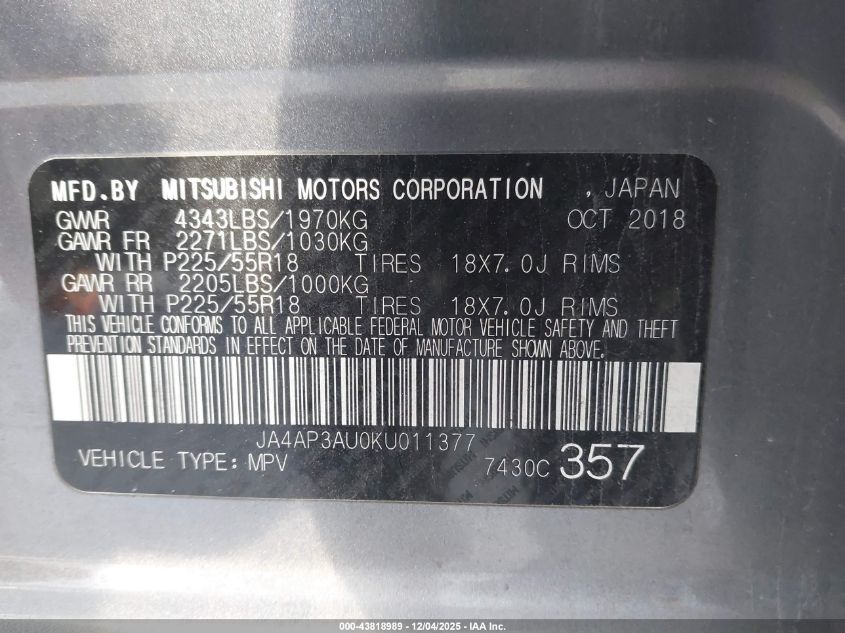 MFD.BY MITSUBISHI MOTORS CORPORATION , JAPAN
GWWR 4343LBS/1970KG OCT 2018
GAWR FR 2271LBS/1030KG
WITH P225/55R18 TIRES 18X7.0J RIMS
GAWR RR 2205LBS/1000KG
WITH P225/55R18 TIRES 18X7.0J RIMS
THIS VEHICLE CONFORMS TO ALL APPLICABLE FEDERAL MOTOR VEHICLE SAFETY AND THEFT
PREVENTION STANDARDS IN EFFECT ON THE DATE OF MANUFACTURE SHOWN ABOVE.
JA4AP3AU0KU011377
VEHICLE TYPE: MPV 7430C 357
000-43818989 - 12/04/2025 - IAA Inc.